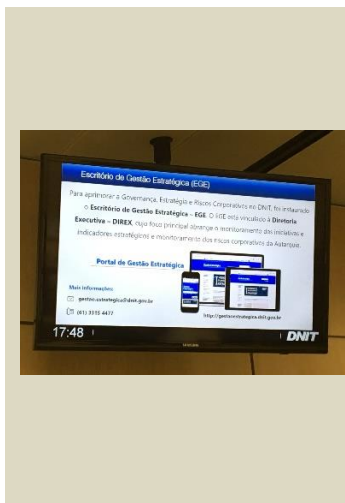 Escritório de Gestão Estratégica (EGE)
Para aprimorar a Governança, Estratégia e Riscos Corporativos no DNIT, foi instaurado
o Escritório de Gestão Estratégica – EGE. O EGE está vinculado à Diretoria
Executiva – DIREX, cujo foco principal abrange o monitoramento das iniciativas e
indicadores estratégicos e monitoramento dos riscos corporativos da Autarquia.
Portal de Gestão Estratégica
Mais informações:
gestao.estrategica@dnit.gov.br
(61) 3315 4417
http://gestaoestrategica.dnit.gov.br
17:48
DNIT
SAMSUNG